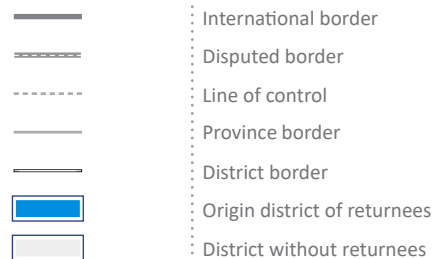 International border
Disputed border
Line of control
Province border
District border
Origin district of returnees
District without returnees